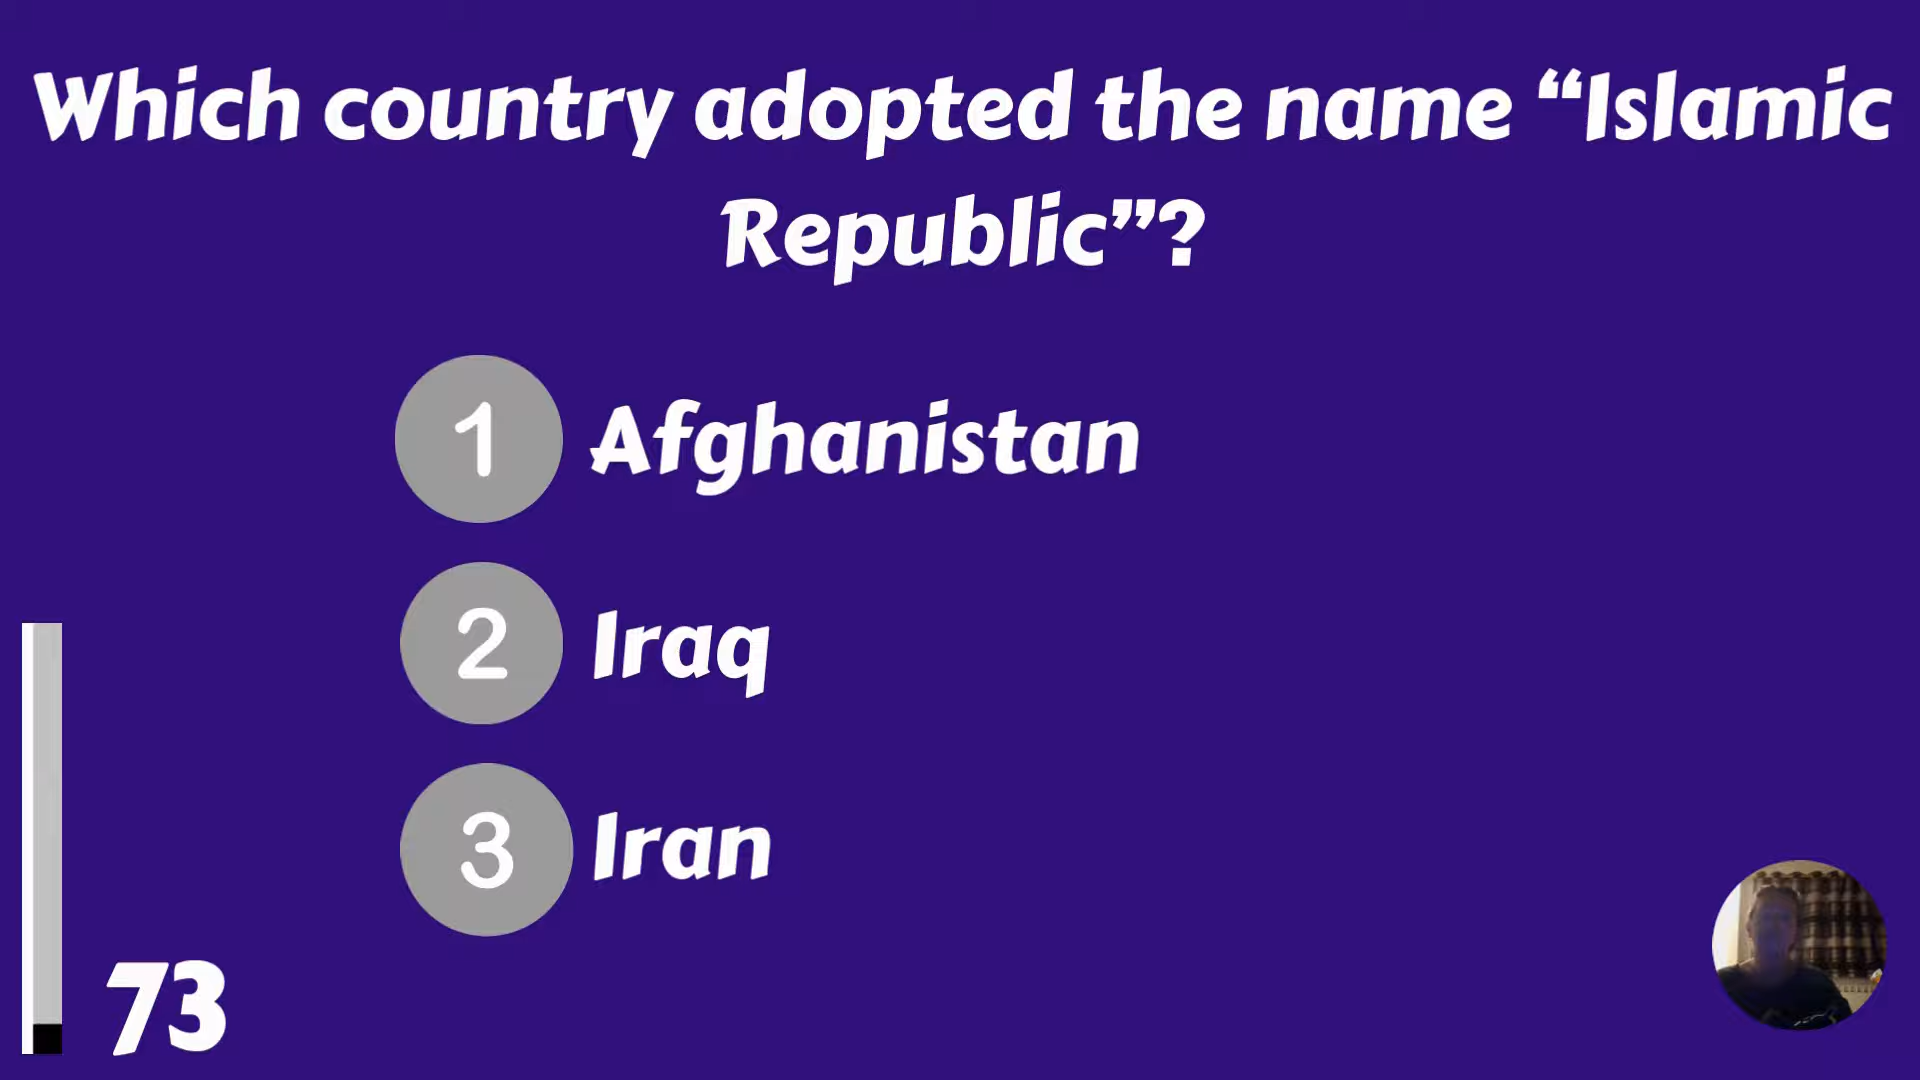 Which country adopted the name “Islamic
Republic”?
1 Afghanistan
2 Iraq
3 Iran
73